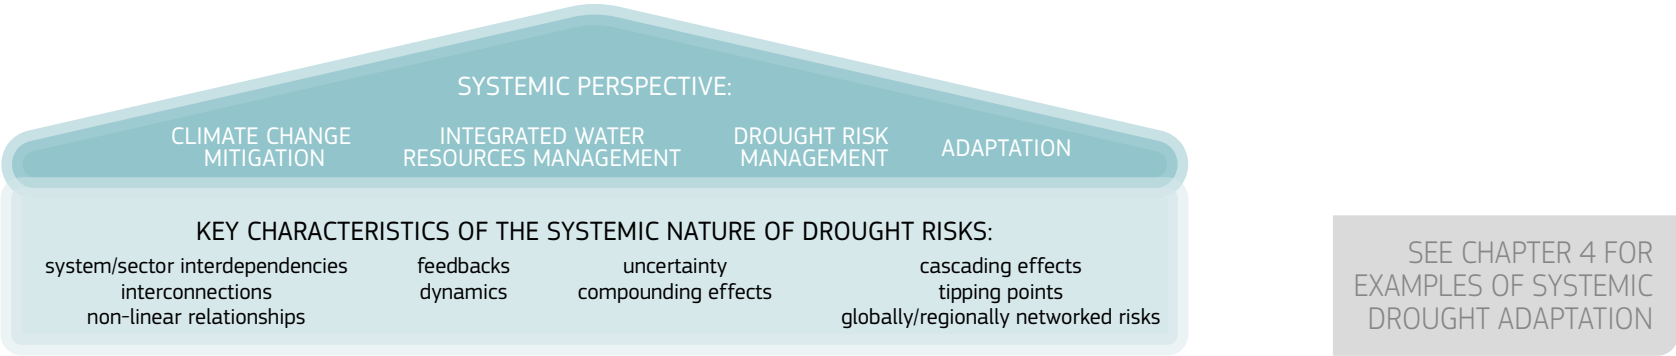 SYSTEMIC PERSPECTIVE:
CLIMATE CHANGE
MITIGATION
INTEGRATED WATER
RESOURCES MANAGEMENT
DROUGHT RISK
MANAGEMENT
ADAPTATION
KEY CHARACTERISTICS OF THE SYSTEMIC NATURE OF DROUGHT RISKS:
system/sector interdependencies
interconnections
non-linear relationships
feedbacks
dynamics
uncertainty
compounding effects
cascading effects
tipping points
globally/regionally networked risks
SEE CHAPTER 4 FOR
EXAMPLES OF SYSTEMIC
DROUGHT ADAPTATION